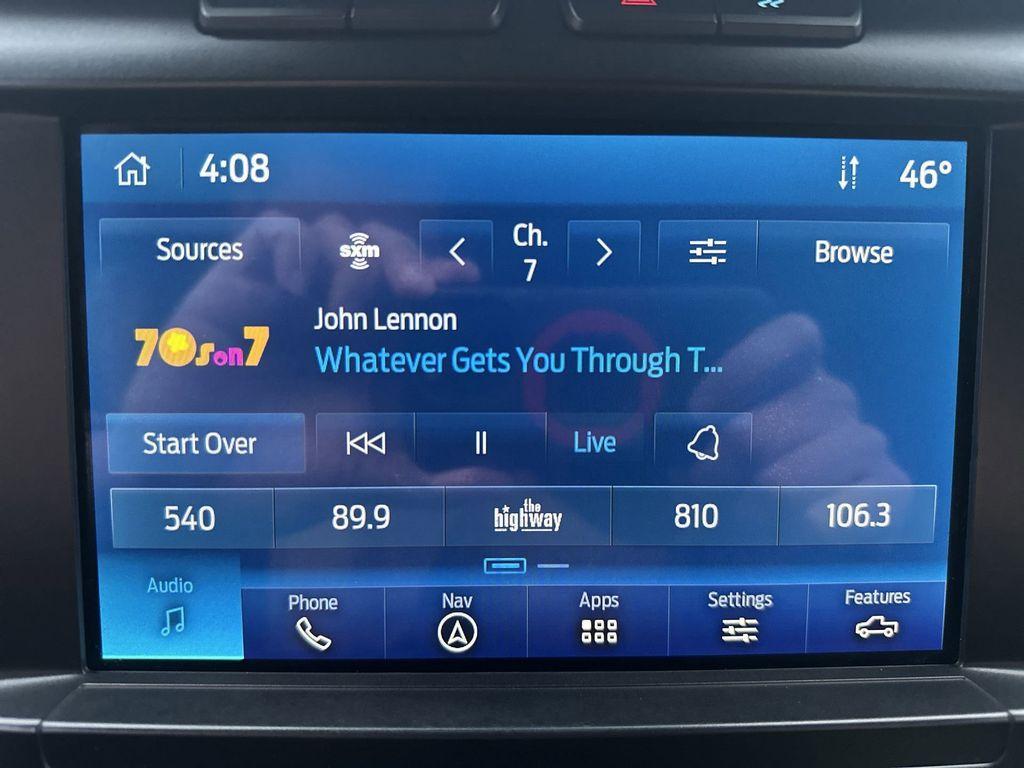 4:08 46°
Sources sxm Ch. 7 Browse
70s on 7
John Lennon
Whatever Gets You Through T...
Start Over Live
540 89.9 the highway 810 106.3
Audio Phone Nav Apps Settings Features